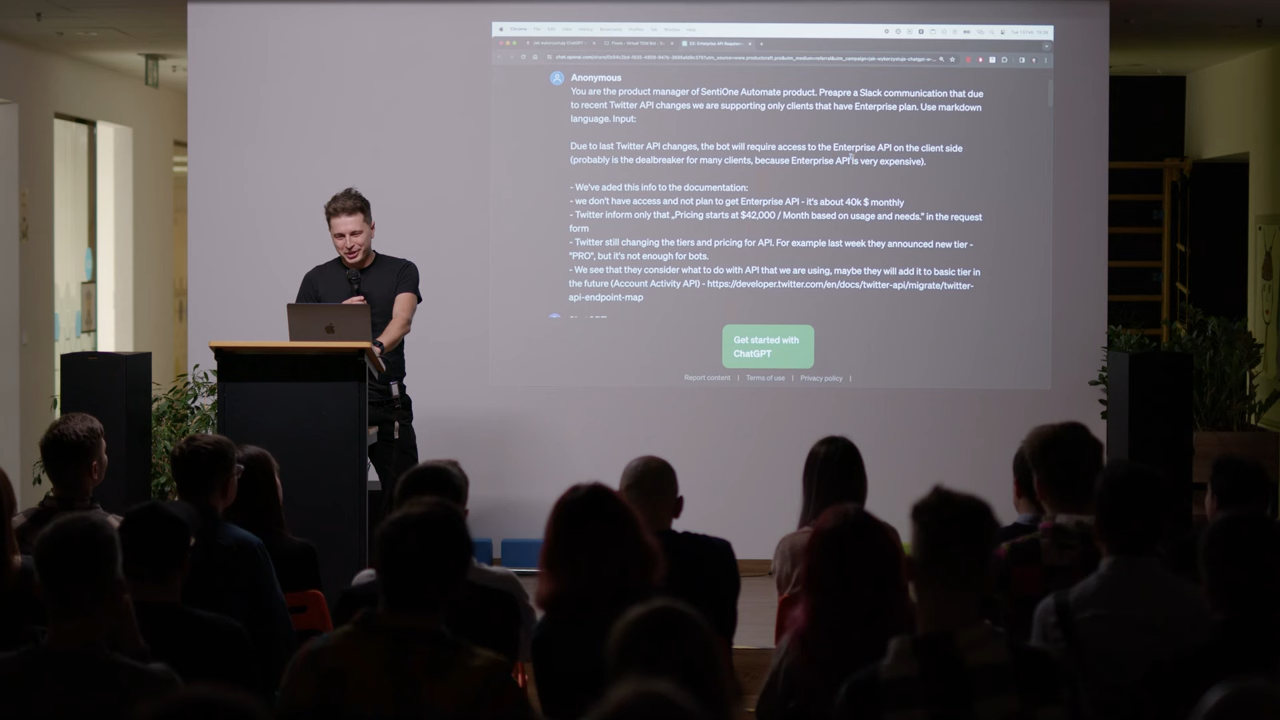 Chrome File Edit View History
Anonymous
You are the product manager of SentiOne Automate product. Preapre a Slack communication that due
to recent Twitter API changes we are supporting only clients that have Enterprise plan. Use markdown
language. Input:
Due to last Twitter API changes, the bot will require access to the Enterprise API on the client side
(probably is the dealbreaker for many clients, because Enterprise API is very expensive).
- We've aded this info to the documentation:
- we don't have access and not plan to get Enterprise API - it's about 40k $ monthly
- Twitter inform only that „Pricing starts at $42,000 / Month based on usage and needs." in the request
form
- Twitter still changing the tiers and pricing for API. For example last week they announced new tier -
"PRO", but it's not enough for bots.
- We see that they consider what to do with API that we are using, maybe they will add it to basic tier in
the future (Account Activity API) - https://developer.twitter.com/en/docs/twitter-api/migrate/twitter-
api-endpoint-map
Get started with
ChatGPT
Report content | Terms of use | Privacy policy |